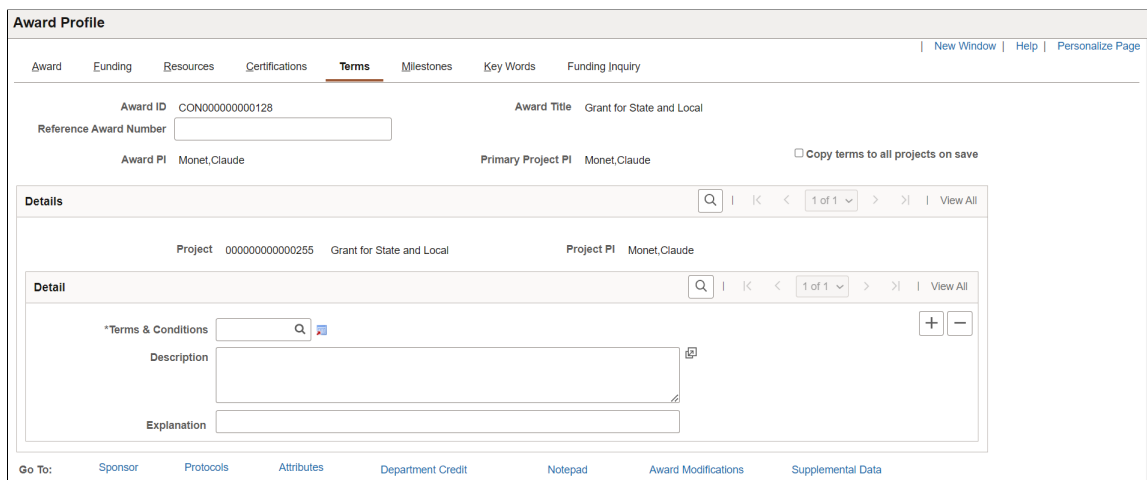 Award Profile
| New Window | Help | Personalize Page
Award Funding Resources Certifications Terms Milestones Key Words Funding Inquiry
Award ID CON000000000128 Award Title Grant for State and Local
Reference Award Number
Award PI Monet,Claude Primary Project PI Monet,Claude Copy terms to all projects on save
Details 1 of 1 | View All
Project 000000000000255 Grant for State and Local Project PI Monet,Claude
Detail 1 of 1 | View All
*Terms & Conditions
Description
Explanation
Go To: Sponsor Protocols Attributes Department Credit Notepad Award Modifications Supplemental Data